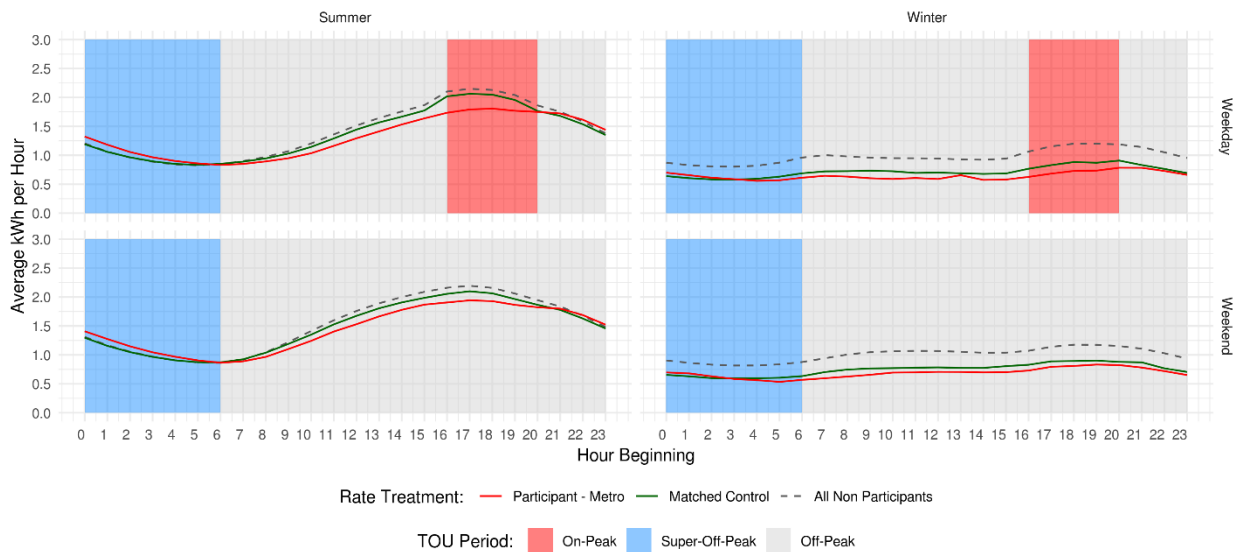 Summer
Winter
3.0
2.5
2.0
1.5
1.0
0.5
0.0
Weekday
3.0
2.5
2.0
1.5
1.0
0.5
0.0
Weekend
Average kWh per Hour
0 1 2 3 4 5 6 7 8 9 10 11 12 13 14 15 16 17 18 19 20 21 22 23
0 1 2 3 4 5 6 7 8 9 10 11 12 13 14 15 16 17 18 19 20 21 22 23
Hour Beginning
Rate Treatment: Participant - Metro Matched Control All Non Participants
TOU Period: On-Peak Super-Off-Peak Off-Peak